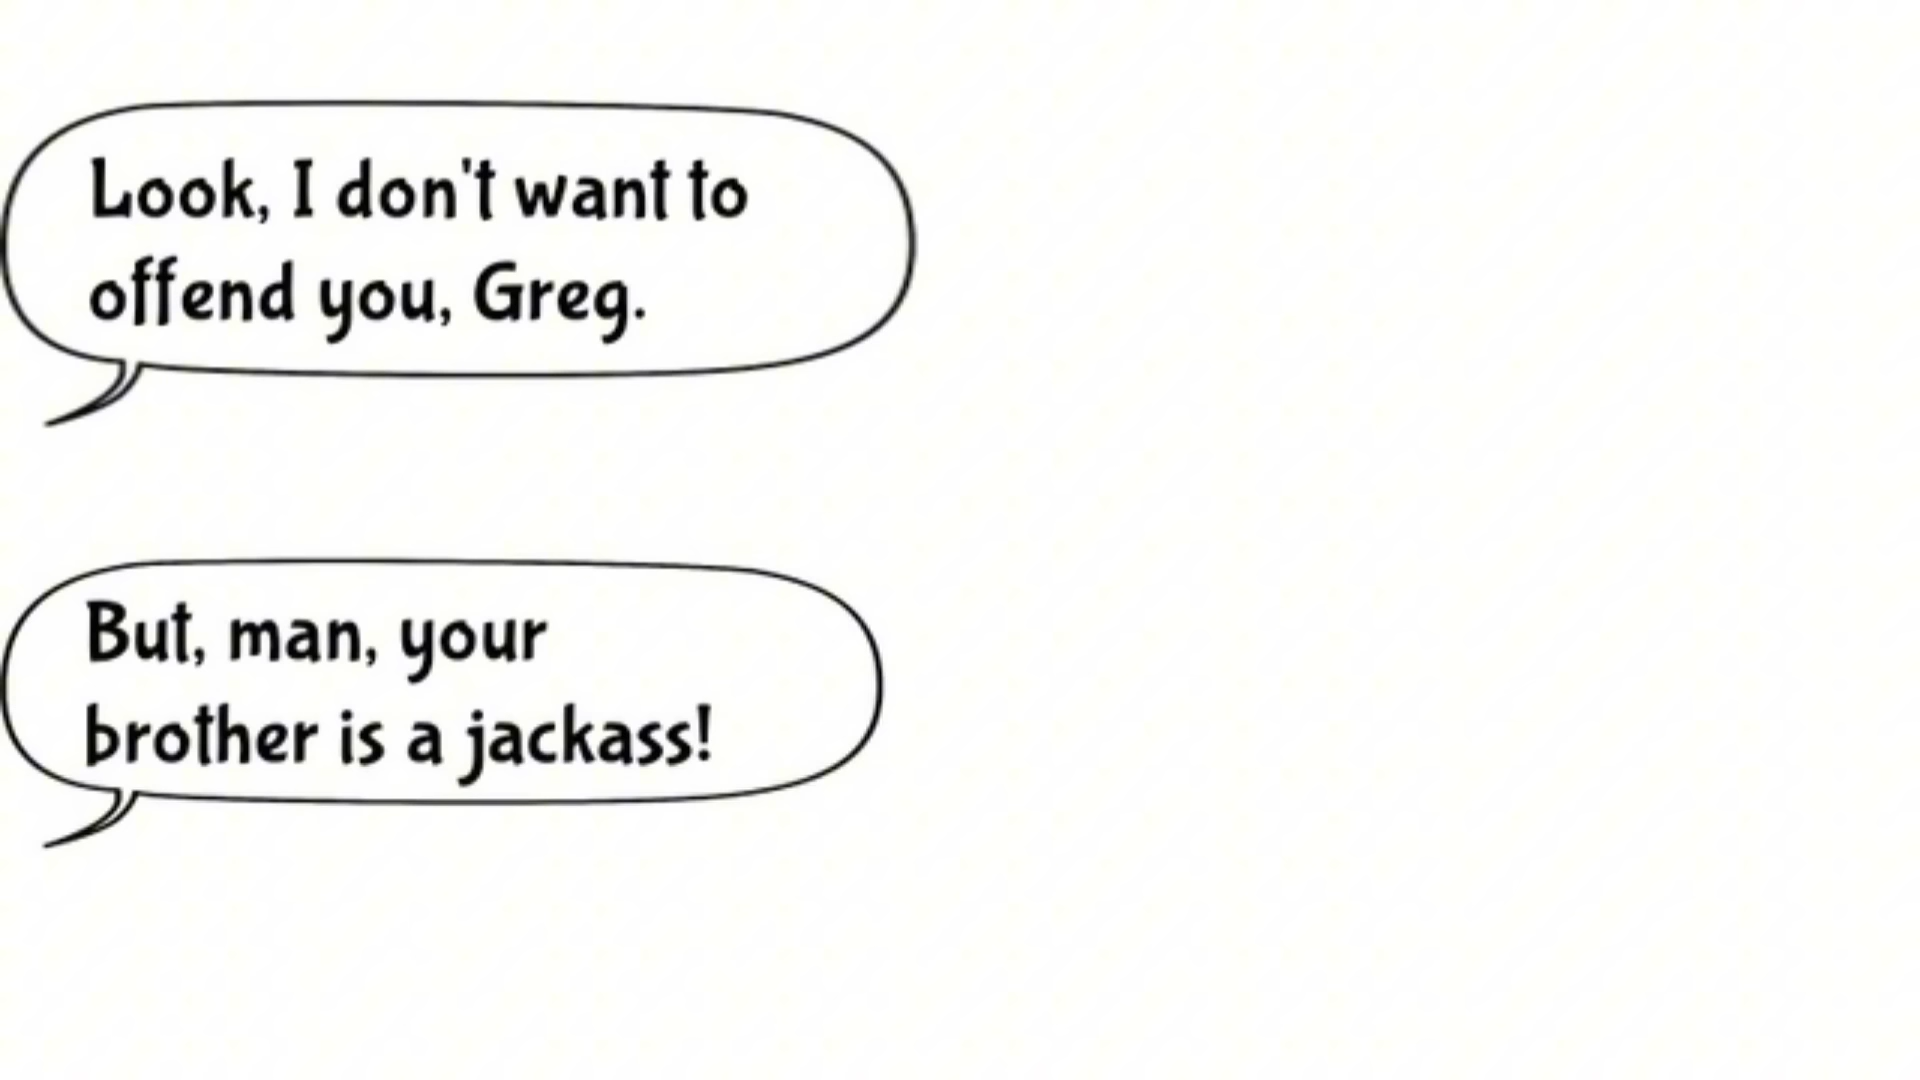 Look, I don't want to
offend you, Greg.
But, man, your
brother is a jackass!